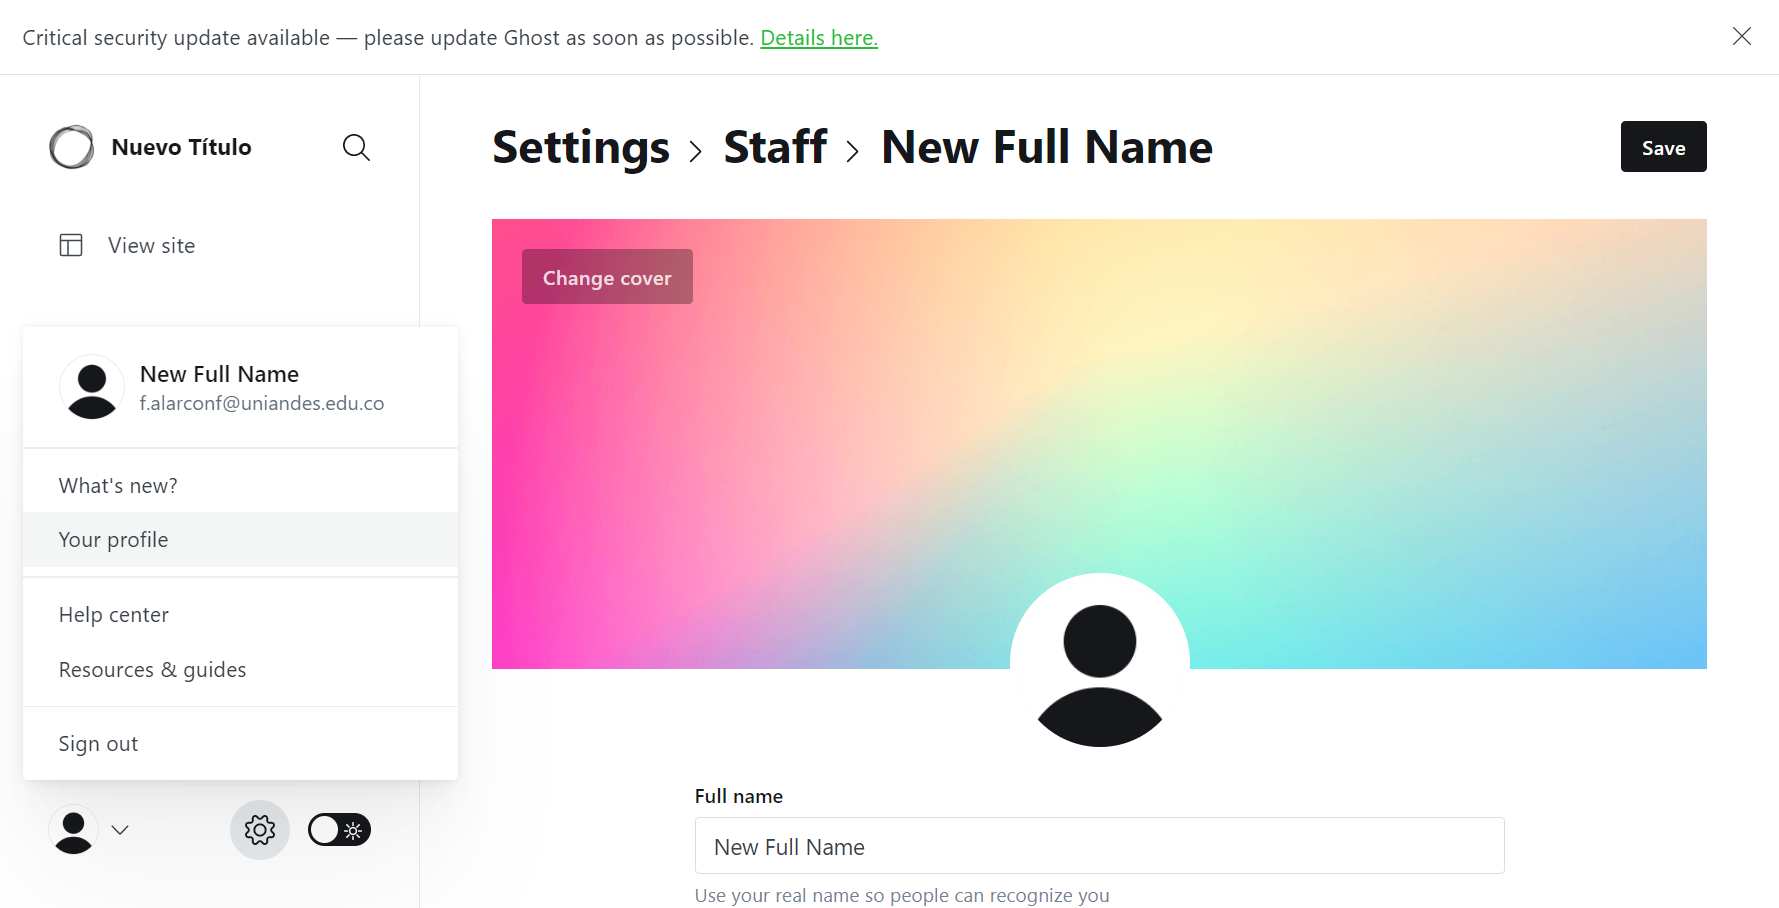 Critical security update available — please update Ghost as soon as possible. Details here.
Nuevo Título
View site
New Full Name
f.alarconf@uniandes.edu.co
What's new?
Your profile
Help center
Resources & guides
Sign out
Settings > Staff > New Full Name
Save
Change cover
Full name
New Full Name
Use your real name so people can recognize you